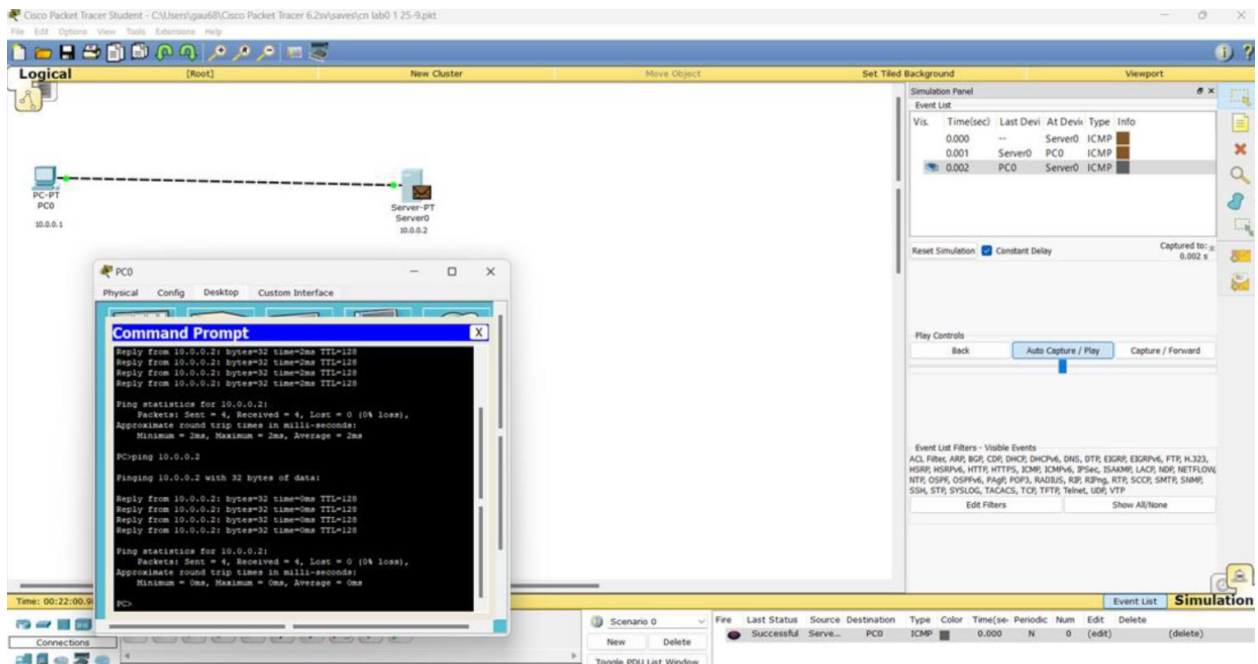 Cisco Packet Tracer Student - C:\Users\gau68\Cisco Packet Tracer 6.2sv\saves\cn lab0 1 25-9.pkt
File Edit Options View Tools Extensions Help
Logical [Root] New Cluster Move Object Set Tiled Background Viewport
Simulation Panel
Event List
Vis. Time(sec) Last Devi At Devi Type Info
0.000 -- Server0 ICMP
0.001 Server0 PC0 ICMP
0.002 PC0 Server0 ICMP
PC-PT
PC0
10.0.0.1
Server-PT
Server0
10.0.0.2
Reset Simulation Constant Delay Captured to:
0.002 s
Play Controls
Back Auto Capture / Play Capture / Forward
Event List Filters - Visible Events
ACL Filter, ARP, BGP, CDP, DHCP, DHCPv6, DNS, DTP, EIGRP, EIGRPv6, FTP, H.323,
HSRP, HSRPv6, HTTP, HTTPS, ICMP, ICMPv6, IPSec, ISAKMP, LACP, NDP, NETFLOW,
NTP, OSPF, OSPFv6, PAgP, POP3, RADIUS, RIP, RIPng, RTP, SCCP, SMTP, SNMP,
SSH, STP, SYSLOG, TACACS, TCP, TFTP, Telnet, UDP, VTP
Edit Filters Show All/None
PC0
Physical Config Desktop Custom Interface
Command Prompt X
Reply from 10.0.0.2: bytes=32 time=2ms TTL=128
Reply from 10.0.0.2: bytes=32 time=2ms TTL=128
Reply from 10.0.0.2: bytes=32 time=2ms TTL=128
Reply from 10.0.0.2: bytes=32 time=2ms TTL=128
Ping statistics for 10.0.0.2:
Packets: Sent = 4, Received = 4, Lost = 0 (0% loss),
Approximate round trip times in milli-seconds:
Minimum = 2ms, Maximum = 2ms, Average = 2ms
PC>ping 10.0.0.2
Pinging 10.0.0.2 with 32 bytes of data:
Reply from 10.0.0.2: bytes=32 time=0ms TTL=128
Reply from 10.0.0.2: bytes=32 time=0ms TTL=128
Reply from 10.0.0.2: bytes=32 time=0ms TTL=128
Reply from 10.0.0.2: bytes=32 time=0ms TTL=128
Ping statistics for 10.0.0.2:
Packets: Sent = 4, Received = 4, Lost = 0 (0% loss),
Approximate round trip times in milli-seconds:
Minimum = 0ms, Maximum = 0ms, Average = 0ms
PC>
Time: 00:22:00.9 Event List Simulation
Connections
Scenario 0
New Delete
Toggle PDU List Window
Fire Last Status Source Destination Type Color Time(se Periodic Num Edit Delete
Successful Serve... PC0 ICMP 0.000 N 0 (edit) (delete)